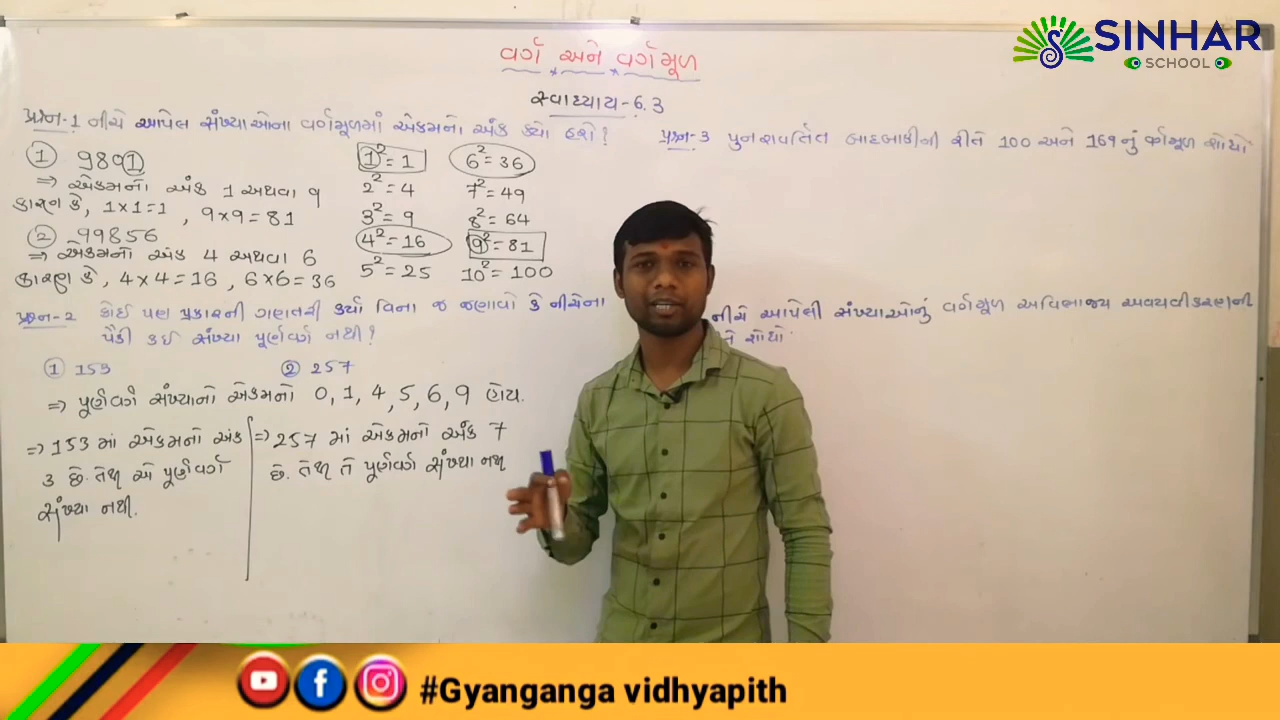 SINHAR
SCHOOL
વર્ગ અને વર્ગમૂળ
સ્વાધ્યાય-6.3
પ્રશ્ન-1 નીચે આપેલ સંખ્યાઓના વર્ગમૂળમાં એકમનો અંક ક્યો હશે?
① 9801
⇒ એકમનો અંક 1 અથવા 9
કારણ કે, 1×1=1 , 9×9=81
② 99856
⇒ એકમનો અંક 4 અથવા 6
કારણ કે, 4×4=16 , 6×6=36
1²=1 6²=36
2²=4 7²=49
3²=9 8²=64
4²=16 9²=81
5²=25 10²=100
પ્રશ્ન-2 કોઈ પણ પ્રકારની ગણતરી કર્યા વિના જ જણાવો કે નીચેના
પૈકી કઈ સંખ્યા પૂર્ણવર્ગ નથી?
① 153 ② 257
⇒ પૂર્ણવર્ગ સંખ્યાનો એકમનો 0, 1, 4, 5, 6, 9 હોય.
⇒ 153 માં એકમનો અંક
3 છે. તેથી એ પૂર્ણવર્ગ
સંખ્યા નથી.
⇒ 257 માં એકમનો અંક 7
છે. તેથી તે પૂર્ણવર્ગ સંખ્યા નથી
પ્રશ્ન-3 પુનરાવર્તિત બાદબાકીની રીતે 100 અને 169 નું વર્ગમૂળ શોધો
નીચે આપેલી સંખ્યાઓનું વર્ગમૂળ અવિભાજ્ય અવયવીકરણની
શોધો.
#Gyanganga vidhyapith